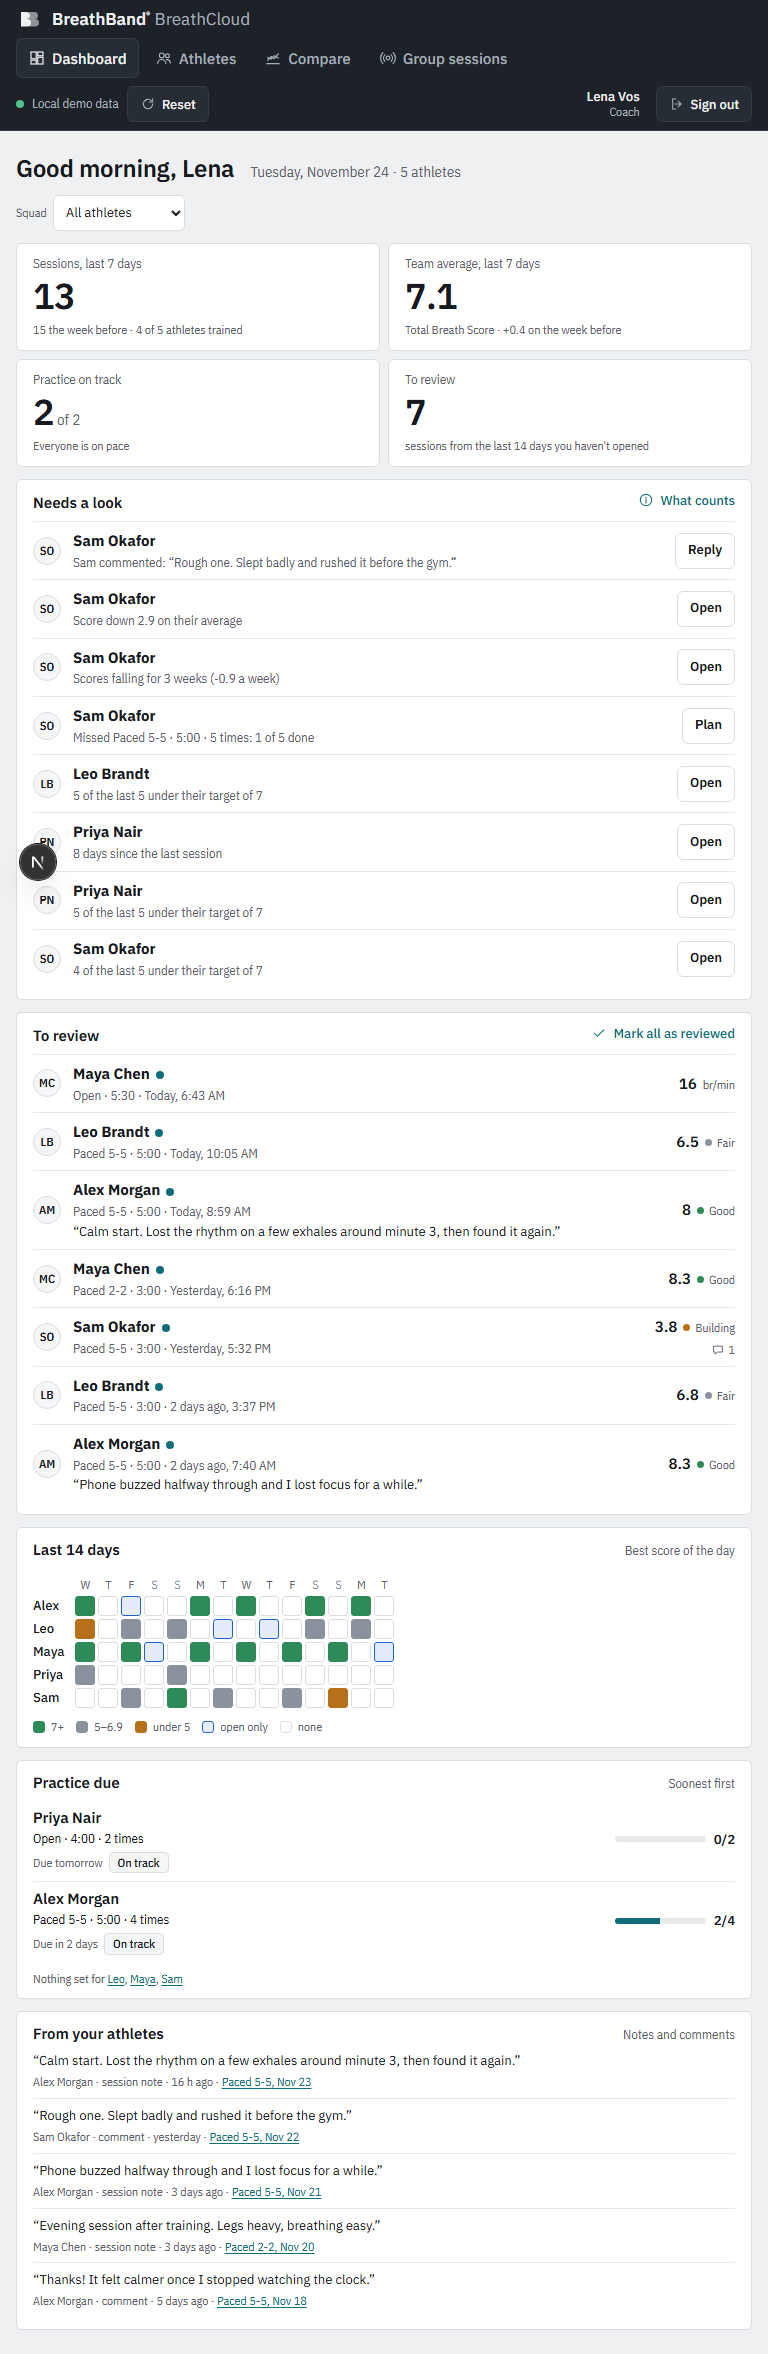 BreathBand® BreathCloud
Dashboard Athletes Compare Group sessions
Local demo data Reset Lena Vos Coach Sign out
Good morning, Lena Tuesday, November 24 · 5 athletes
Squad All athletes
Sessions, last 7 days
13
15 the week before · 4 of 5 athletes trained
Team average, last 7 days
7.1
Total Breath Score · +0.4 on the week before
Practice on track
2 of 2
Everyone is on pace
To review
7
sessions from the last 14 days you haven't opened
Needs a look What counts
SO Sam Okafor
Sam commented: “Rough one. Slept badly and rushed it before the gym.”
Reply
SO Sam Okafor
Score down 2.9 on their average
Open
SO Sam Okafor
Scores falling for 3 weeks (-0.9 a week)
Open
SO Sam Okafor
Missed Paced 5-5 · 5:00 · 5 times: 1 of 5 done
Plan
LB Leo Brandt
5 of the last 5 under their target of 7
Open
PN Priya Nair
8 days since the last session
Open
N
PN Priya Nair
5 of the last 5 under their target of 7
Open
SO Sam Okafor
4 of the last 5 under their target of 7
Open
To review Mark all as reviewed
MC Maya Chen
Open · 5:30 · Today, 6:43 AM
16 br/min
LB Leo Brandt
Paced 5-5 · 5:00 · Today, 10:05 AM
6.5 Fair
AM Alex Morgan
Paced 5-5 · 5:00 · Today, 8:59 AM
“Calm start. Lost the rhythm on a few exhales around minute 3, then found it again.”
8 Good
MC Maya Chen
Paced 2-2 · 3:00 · Yesterday, 6:16 PM
8.3 Good
SO Sam Okafor
Paced 5-5 · 3:00 · Yesterday, 5:32 PM
3.8 Building
1
LB Leo Brandt
Paced 5-5 · 3:00 · 2 days ago, 3:37 PM
6.8 Fair
AM Alex Morgan
Paced 5-5 · 5:00 · 2 days ago, 7:40 AM
“Phone buzzed halfway through and I lost focus for a while.”
8.3 Good
Last 14 days Best score of the day
W T F S S M T W T F S S M T
Alex
Leo
Maya
Priya
Sam
7+ 5–6.9 under 5 open only none
Practice due Soonest first
Priya Nair
Open · 4:00 · 2 times
Due tomorrow On track
0/2
Alex Morgan
Paced 5-5 · 5:00 · 4 times
Due in 2 days On track
2/4
Nothing set for Leo, Maya, Sam
From your athletes Notes and comments
“Calm start. Lost the rhythm on a few exhales around minute 3, then found it again.”
Alex Morgan · session note · 16 h ago · Paced 5-5, Nov 23
“Rough one. Slept badly and rushed it before the gym.”
Sam Okafor · comment · yesterday · Paced 5-5, Nov 22
“Phone buzzed halfway through and I lost focus for a while.”
Alex Morgan · session note · 3 days ago · Paced 5-5, Nov 21
“Evening session after training. Legs heavy, breathing easy.”
Maya Chen · session note · 3 days ago · Paced 2-2, Nov 20
“Thanks! It felt calmer once I stopped watching the clock.”
Alex Morgan · comment · 5 days ago · Paced 5-5, Nov 18